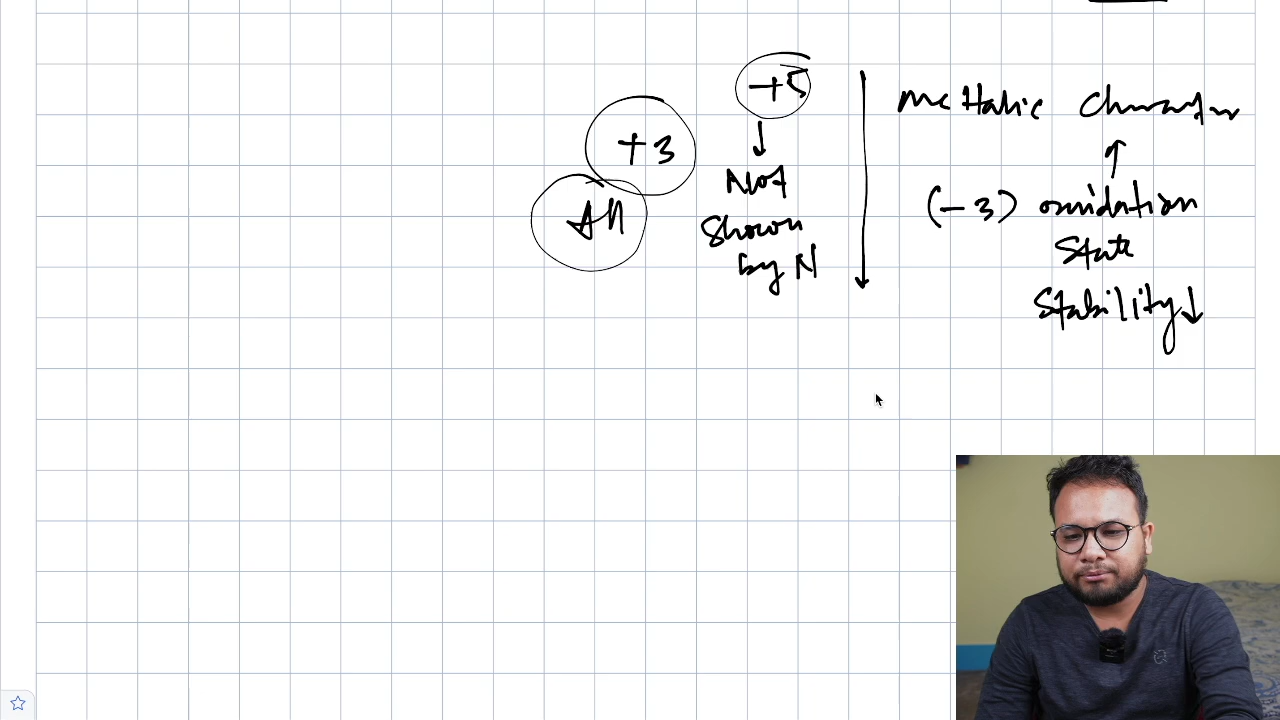 +5
+3
All
Not
Shown
by N
Metallic Character
(-3) oxidation
State
Stability↓